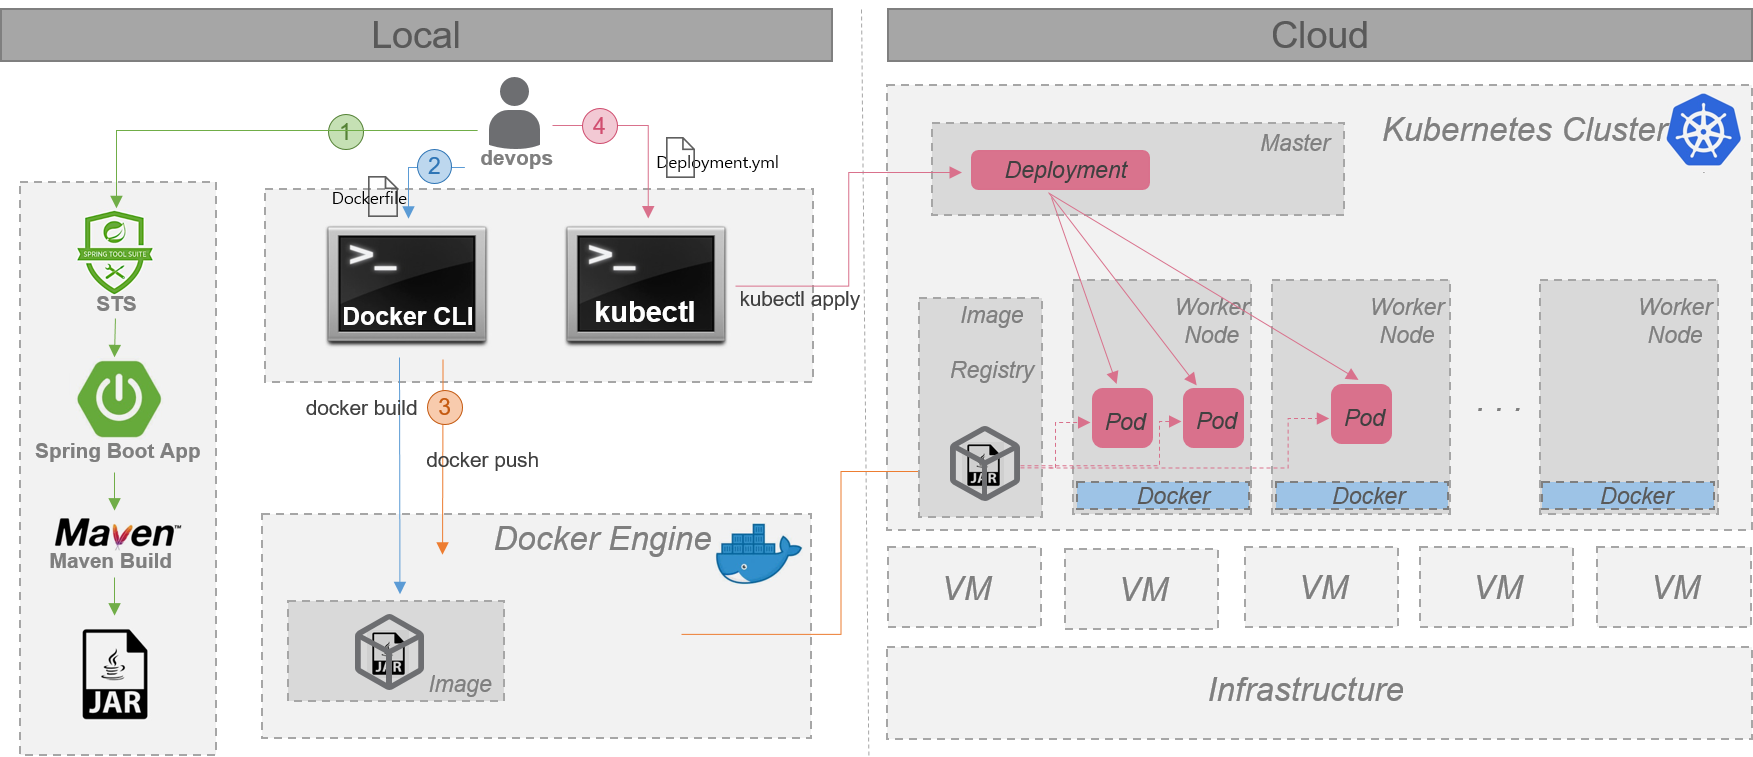 Local
Cloud
1
2
4
devops
Dockerfile
Deployment.yml
Kubernetes Cluster
Master
Deployment
SPRING TOOL SUITE
STS
>_
Docker CLI
>_
kubectl
kubectl apply
Spring Boot App
Maven™
Maven Build
JAR
docker build
3
docker push
Docker Engine
JAR
Image
Image
Registry
JAR
Worker
Node
Pod
Pod
Docker
Worker
Node
Pod
Docker
. . .
Worker
Node
Docker
VM
VM
VM
VM
VM
Infrastructure